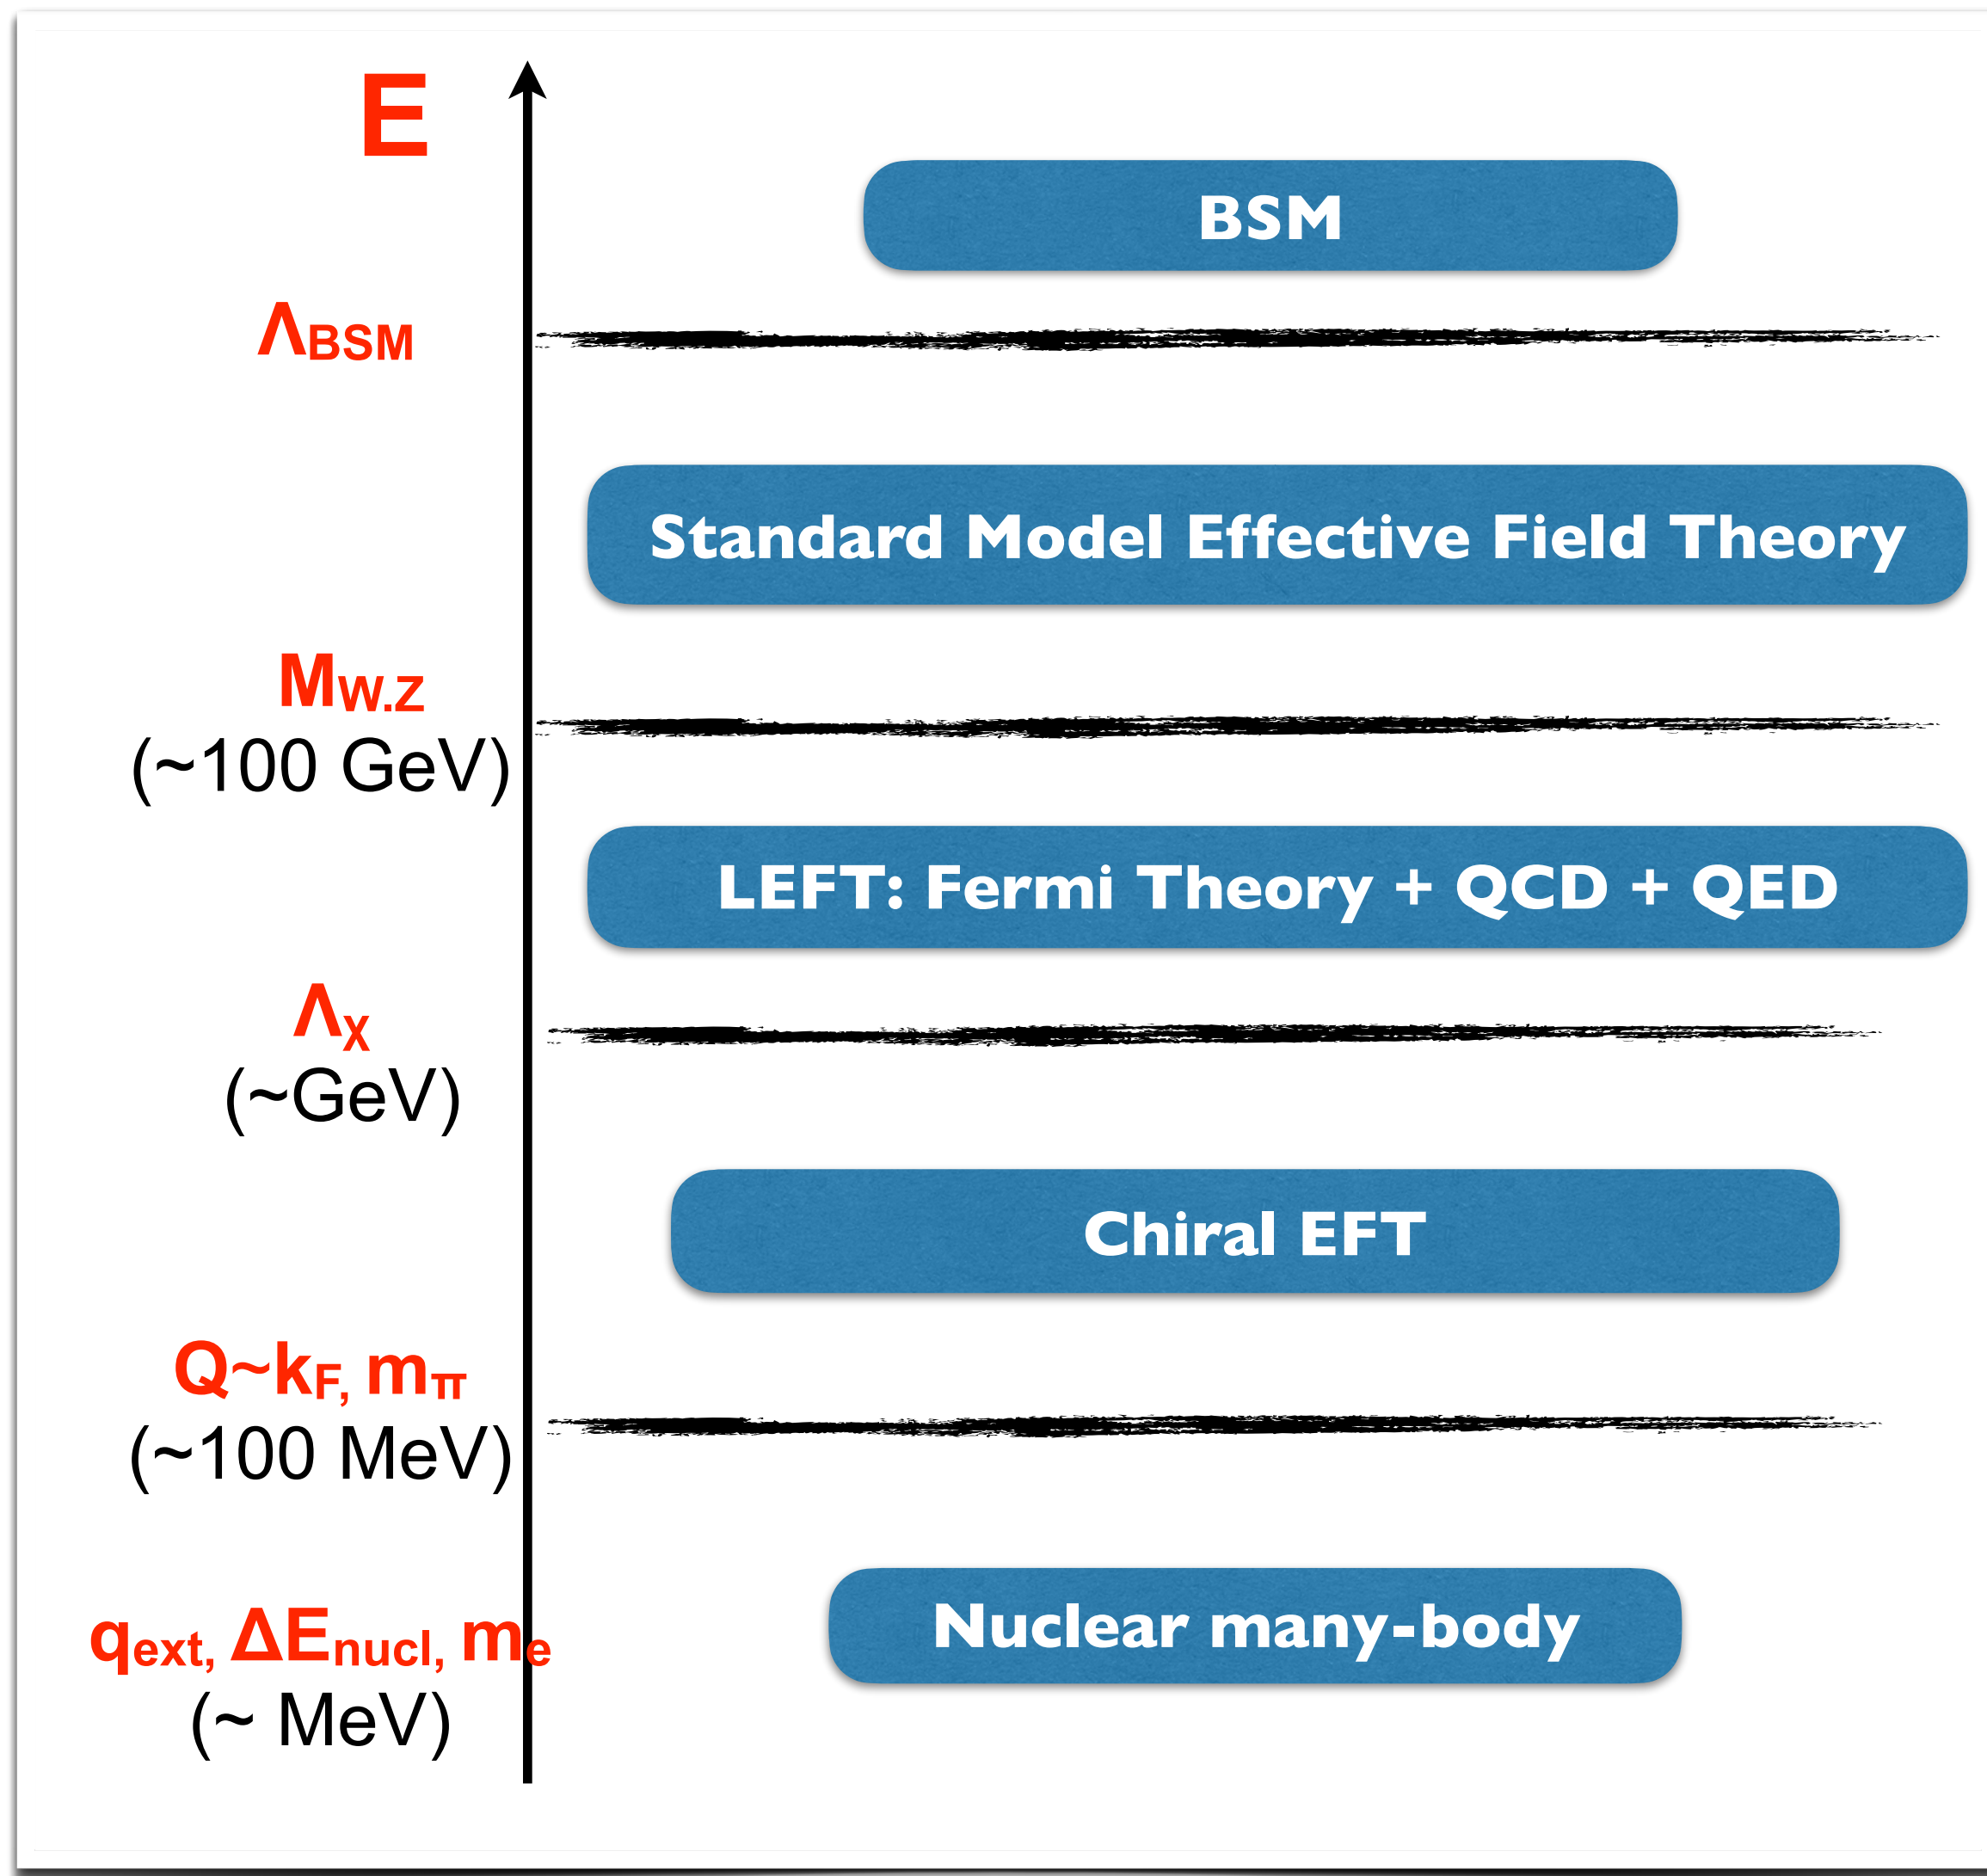 E
BSM
ΛBSM
Standard Model Effective Field Theory
MW.Z
(~100 GeV)
LEFT: Fermi Theory + QCD + QED
Λχ
(~GeV)
Chiral EFT
Q~kF, mπ
(~100 MeV)
Nuclear many-body
qext, ΔEnucl, me
(~ MeV)